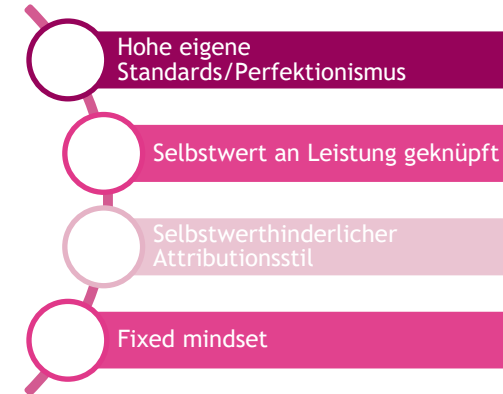 Hohe eigene
Standards/Perfektionismus
Selbstwert an Leistung geknüpft
Selbstwerthinderlicher
Attributionsstil
Fixed mindset